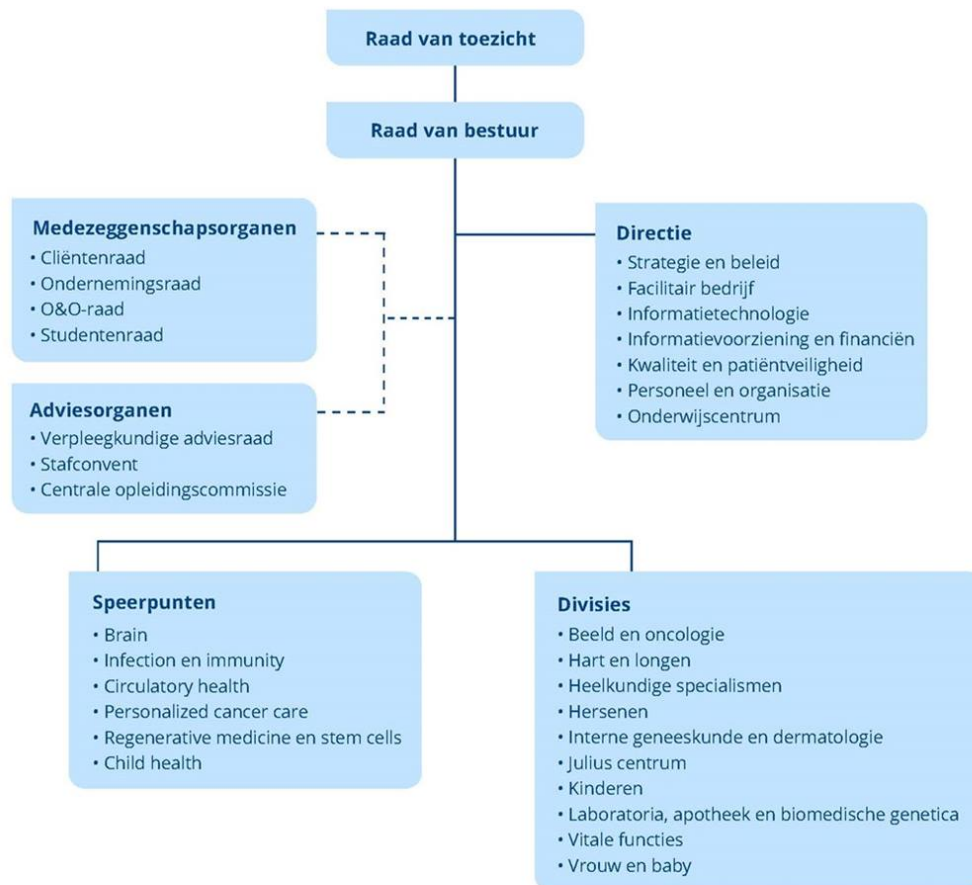 Raad van toezicht
Raad van bestuur
Medezeggenschapsorganen
• Cliëntenraad
• Ondernemingsraad
• O&O-raad
• Studentenraad
Directie
• Strategie en beleid
• Facilitair bedrijf
• Informatietechnologie
• Informatievoorziening en financiën
• Kwaliteit en patiëntveiligheid
• Personeel en organisatie
• Onderwijscentrum
Adviesorganen
• Verpleegkundige adviesraad
• Stafconvent
• Centrale opleidingscommissie
Speerpunten
• Brain
• Infection en immunity
• Circulatory health
• Personalized cancer care
• Regenerative medicine en stem cells
• Child health
Divisies
• Beeld en oncologie
• Hart en longen
• Heelkundige specialismen
• Hersenen
• Interne geneeskunde en dermatologie
• Julius centrum
• Kinderen
• Laboratoria, apotheek en biomedische genetica
• Vitale functies
• Vrouw en baby